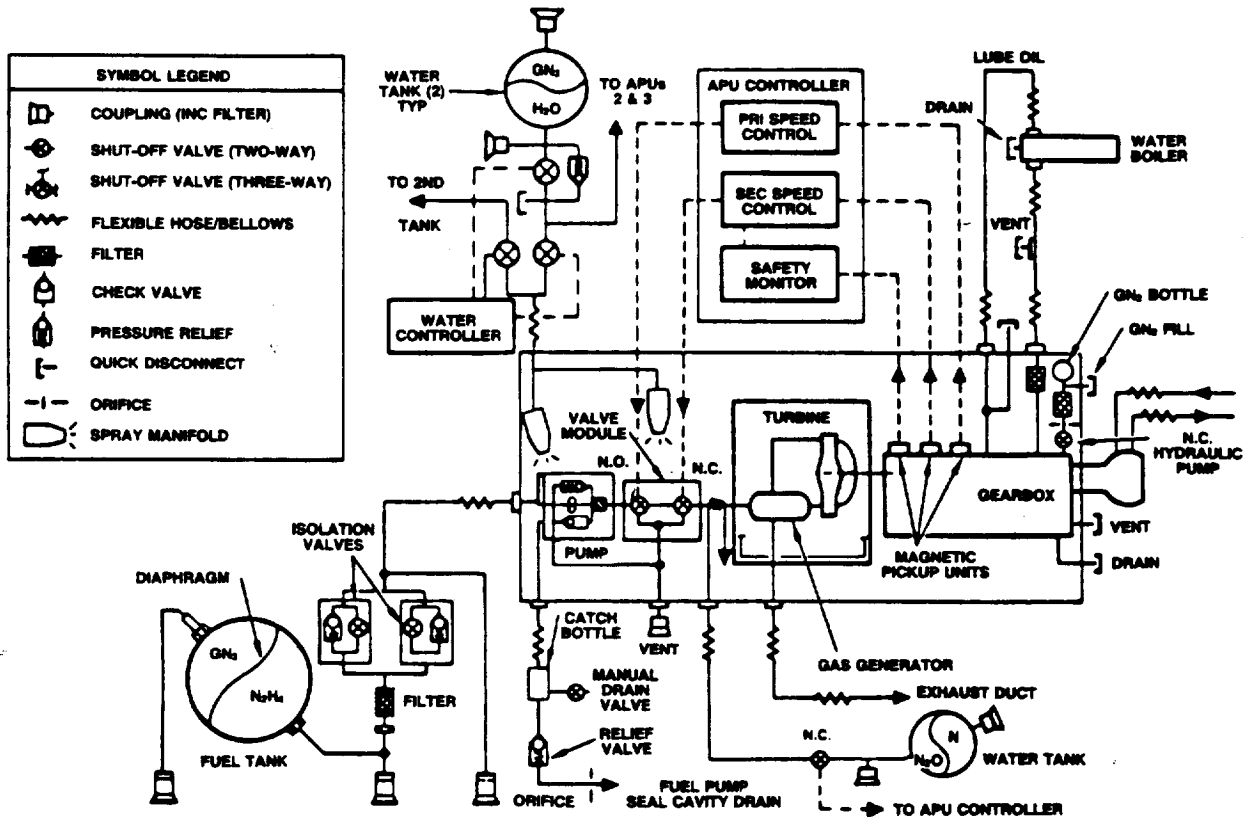 SYMBOL LEGEND
COUPLING (INC FILTER)
SHUT-OFF VALVE (TWO-WAY)
SHUT-OFF VALVE (THREE-WAY)
FLEXIBLE HOSE/BELLOWS
FILTER
CHECK VALVE
PRESSURE RELIEF
QUICK DISCONNECT
ORIFICE
SPRAY MANIFOLD
GN₂
H₂O
WATER
TANK (2)
TYP
TO APUs
2 & 3
TO 2ND
TANK
WATER
CONTROLLER
APU CONTROLLER
PRI SPEED
CONTROL
SEC SPEED
CONTROL
SAFETY
MONITOR
LUBE OIL
DRAIN
WATER
BOILER
VENT
GN₂ BOTTLE
GN₂ FILL
N.C.
HYDRAULIC
PUMP
VALVE
MODULE
N.O.
N.C.
PUMP
TURBINE
GEARBOX
MAGNETIC
PICKUP UNITS
VENT
DRAIN
ISOLATION
VALVES
DIAPHRAGM
GN₂
N₂H₄
FUEL TANK
FILTER
CATCH
BOTTLE
MANUAL
DRAIN
VALVE
RELIEF
VALVE
ORIFICE
FUEL PUMP
SEAL CAVITY DRAIN
VENT
GAS GENERATOR
EXHAUST DUCT
N.C.
N
N₂O
WATER TANK
TO APU CONTROLLER